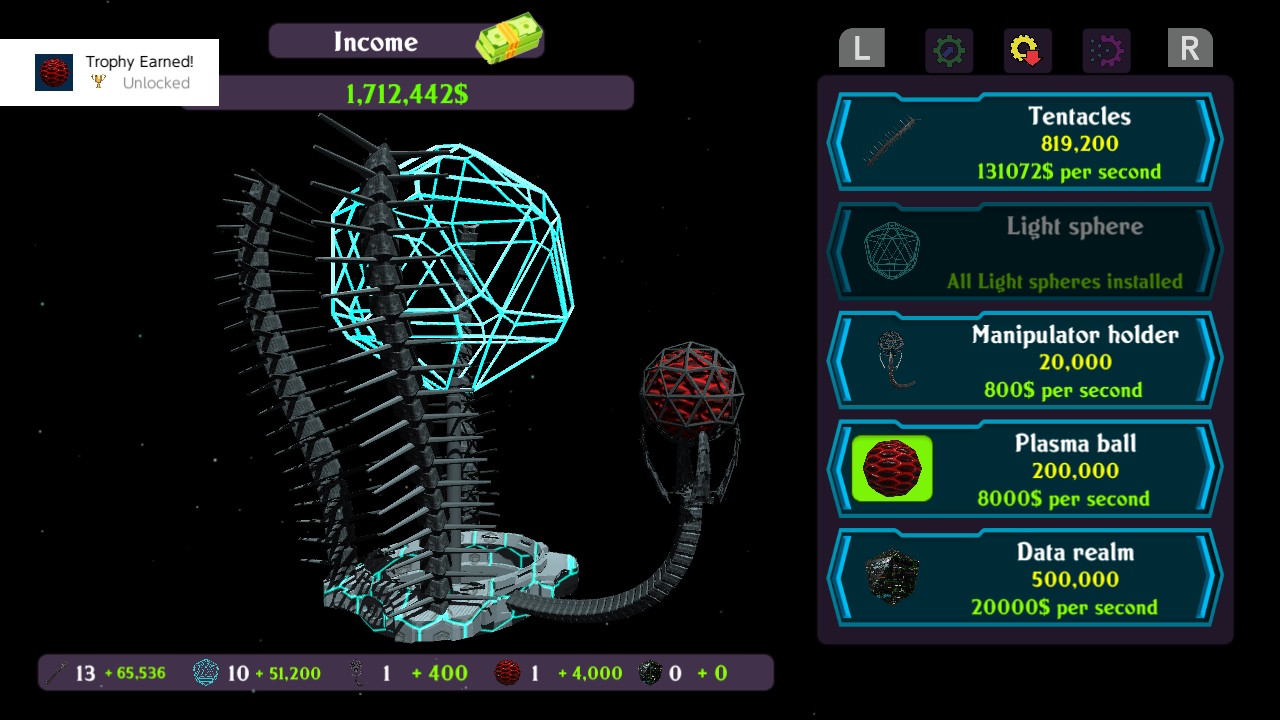 Trophy Earned!
Unlocked
Income
1,712,442$
L
R
Tentacles
819,200
131072$ per second
Light sphere
All Light spheres installed
Manipulator holder
20,000
800$ per second
Plasma ball
200,000
8000$ per second
Data realm
500,000
20000$ per second
13 + 65,536 10 + 51,200 1 + 400 1 + 4,000 0 + 0